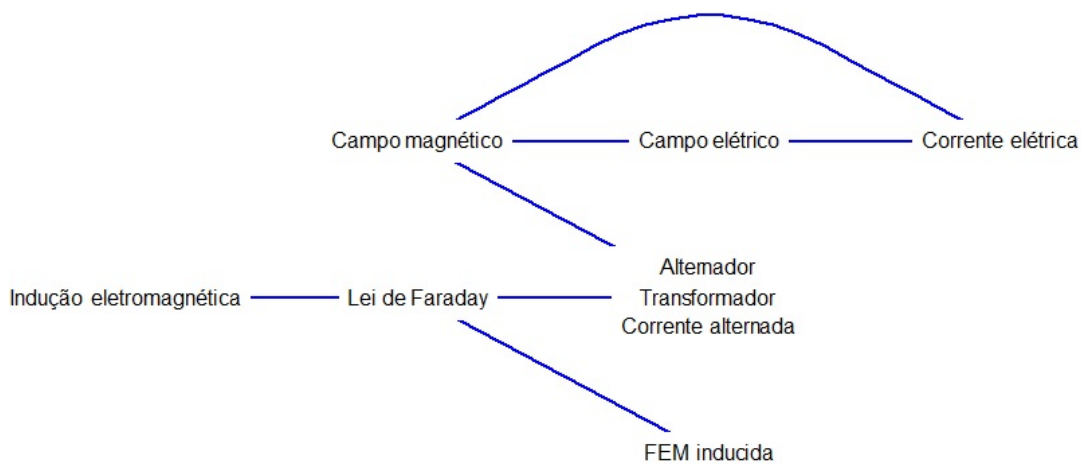 Campo magnético
Campo elétrico
Corrente elétrica
Indução eletromagnética
Lei de Faraday
Alternador
Transformador
Corrente alternada
FEM inducida